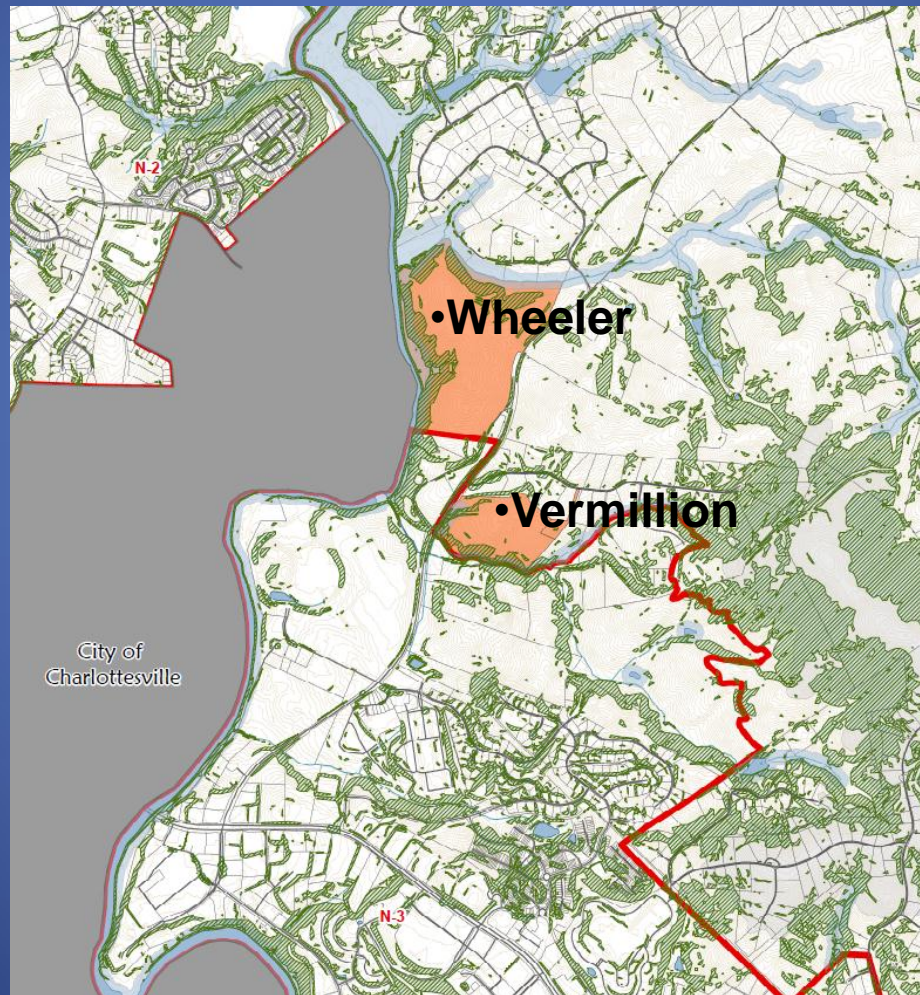 N-2
•Wheeler
•Vermillion
City of
Charlottesville
N-3